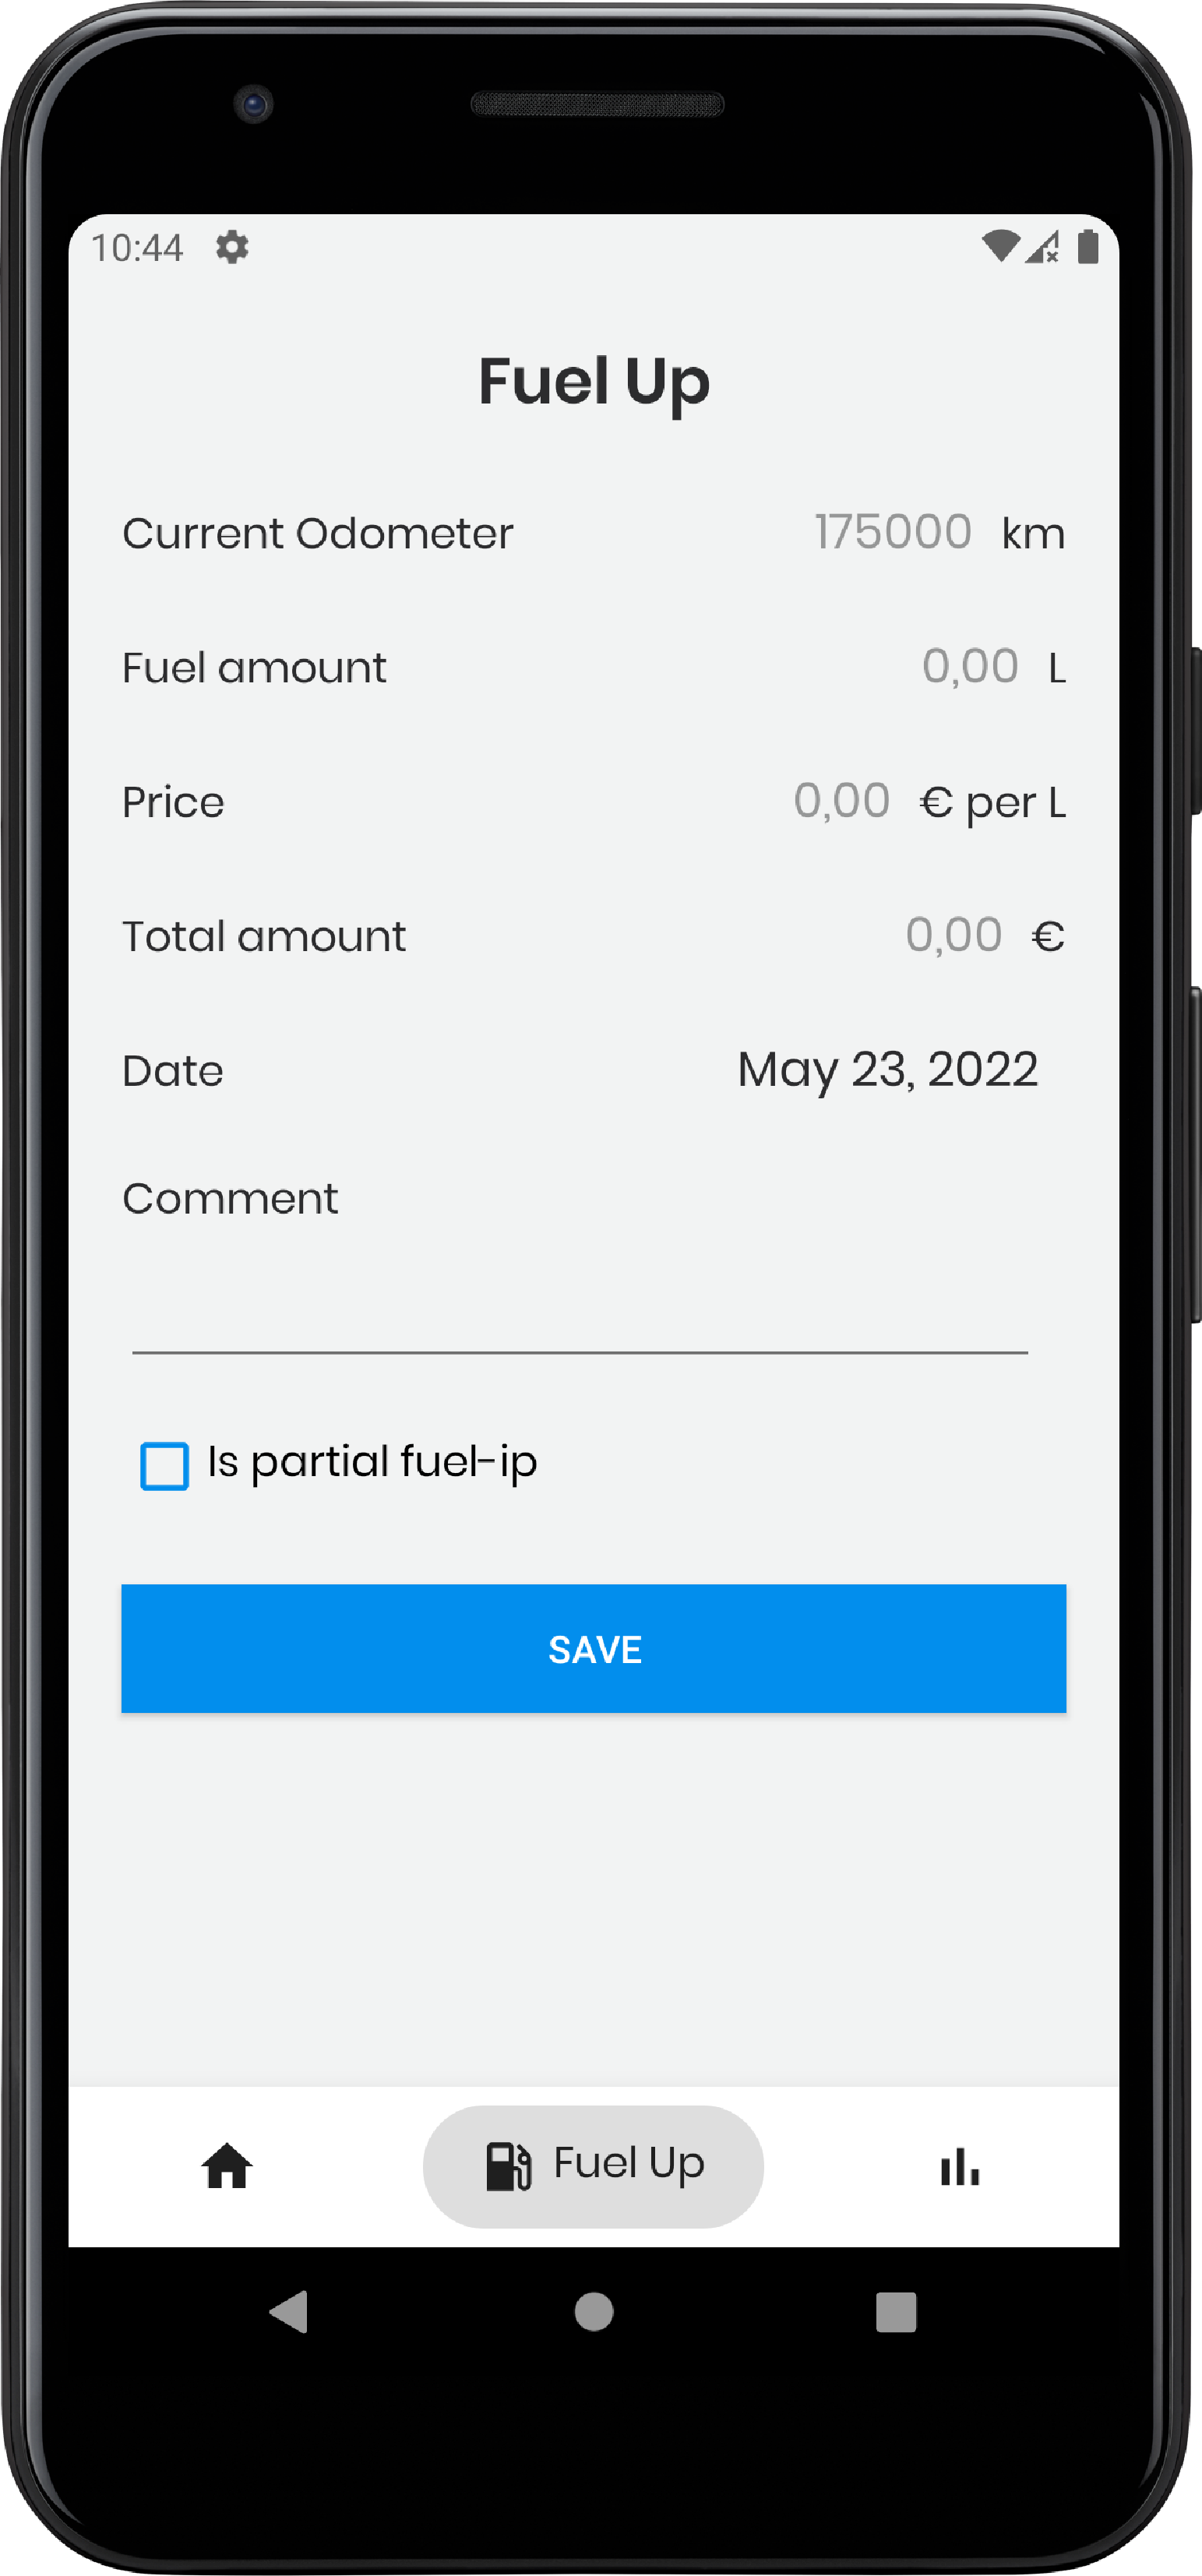 10:44
Fuel Up
Current Odometer 175000 km
Fuel amount 0,00 L
Price 0,00 € per L
Total amount 0,00 €
Date May 23, 2022
Comment
Is partial fuel-ip
SAVE
Fuel Up